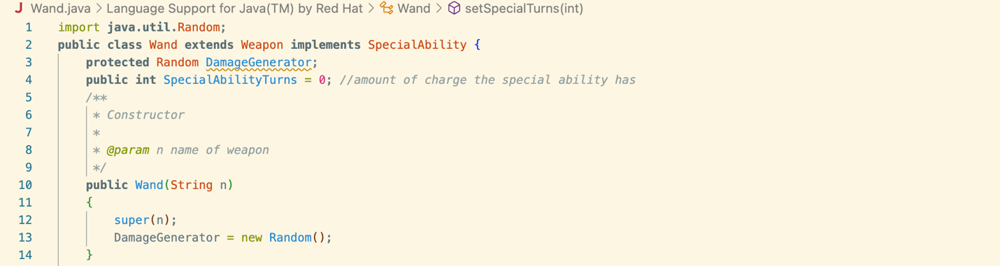 J Wand.java > Language Support for Java(TM) by Red Hat > Wand > setSpecialTurns(int)
1 import java.util.Random;
2 public class Wand extends Weapon implements SpecialAbility {
3     protected Random DamageGenerator;
4     public int SpecialAbilityTurns = 0; //amount of charge the special ability has
5     /**
6      * Constructor
7      *
8      * @param n name of weapon
9      */
10     public Wand(String n)
11     {
12         super(n);
13         DamageGenerator = new Random();
14     }